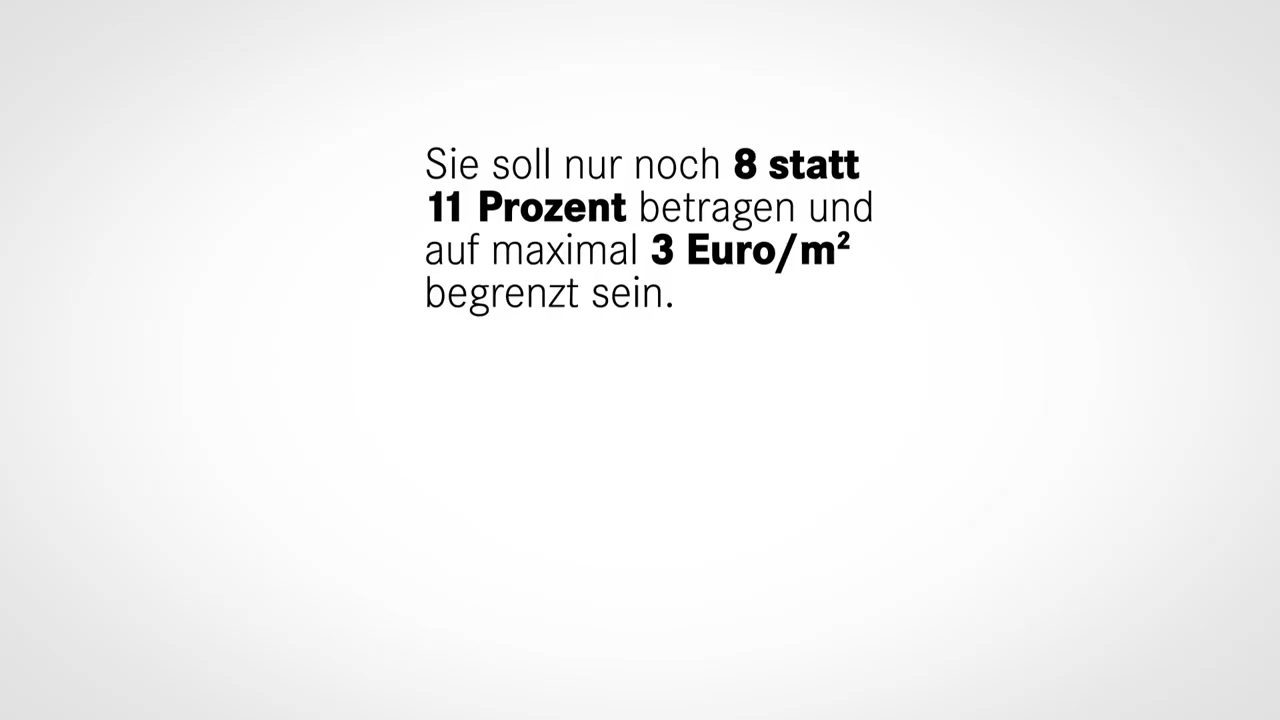 Sie soll nur noch 8 statt
11 Prozent betragen und
auf maximal 3 Euro/m²
begrenzt sein.